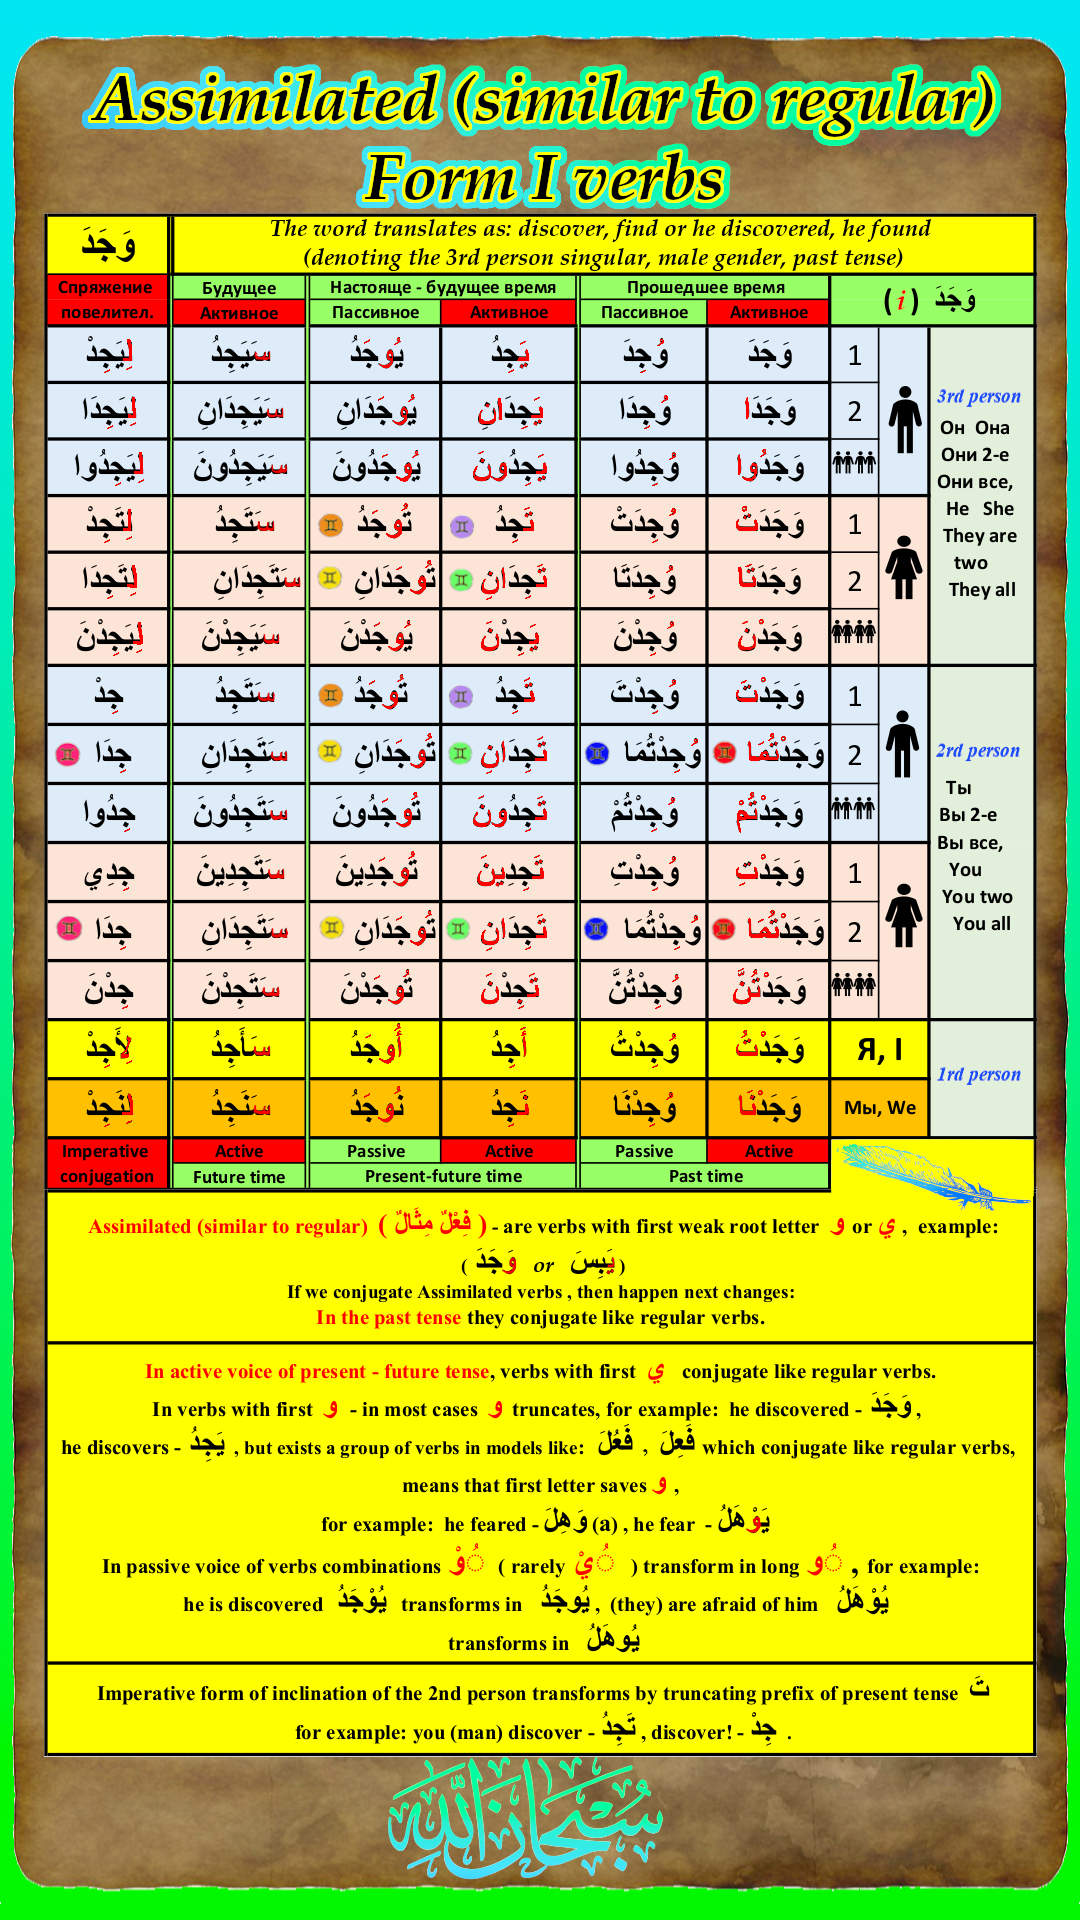 Assimilated (similar to regular)
Form I verbs
وَجَدَ
The word translates as: discover, find or he discovered, he found
(denoting the 3rd person singular, male gender, past tense)
Спряжение Будущее Настояще - будущее время Прошедшее время وَجَدَ ( i )
повелител. Активное Пассивное Активное Пассивное Активное
لِيَجِدْ سَيَجِدُ يُوجَدُ يَجِدُ وُجِدَ وَجَدَ 1
لِيَجِدَا سَيَجِدَانِ يُوجَدَانِ يَجِدَانِ وُجِدَا وَجَدَا 2
لِيَجِدُوا سَيَجِدُونَ يُوجَدُونَ يَجِدُونَ وُجِدُوا وَجَدُوا
لِتَجِدْ سَتَجِدُ تُوجَدُ تَجِدُ وُجِدَتْ وَجَدَتْ 1
لِتَجِدَا سَتَجِدَانِ تُوجَدَانِ تَجِدَانِ وُجِدَتَا وَجَدَتَا 2
لِيَجِدْنَ سَيَجِدْنَ يُوجَدْنَ يَجِدْنَ وُجِدْنَ وَجَدْنَ
3rd person
Он Она
Они 2-е
Они все,
He She
They are
two
They all
جِدْ سَتَجِدُ تُوجَدُ تَجِدُ وُجِدْتَ وَجَدْتَ 1
جِدَا سَتَجِدَانِ تُوجَدَانِ تَجِدَانِ وُجِدْتُمَا وَجَدْتُمَا 2
جِدُوا سَتَجِدُونَ تُوجَدُونَ تَجِدُونَ وُجِدْتُمْ وَجَدْتُمْ
جِدِي سَتَجِدِينَ تُوجَدِينَ تَجِدِينَ وُجِدْتِ وَجَدْتِ 1
جِدَا سَتَجِدَانِ تُوجَدَانِ تَجِدَانِ وُجِدْتُمَا وَجَدْتُمَا 2
جِدْنَ سَتَجِدْنَ تُوجَدْنَ تَجِدْنَ وُجِدْتُنَّ وَجَدْتُنَّ
2rd person
Ты
Вы 2-е
Вы все,
You
You two
You all
لِأَجِدْ سَأَجِدُ أُوجَدُ أَجِدُ وُجِدْتُ وَجَدْتُ Я, I
لِنَجِدْ سَنَجِدُ نُوجَدُ نَجِدُ وُجِدْنَا وَجَدْنَا Мы, We
1rd person
Imperative Active Passive Active Passive Active
conjugation Future time Present-future time Past time
Assimilated (similar to regular) ( فِعْلٌ مِثَالٌ ) - are verbs with first weak root letter و or ي , example:
( وَجَدَ or يَبِسَ )
If we conjugate Assimilated verbs , then happen next changes:
In the past tense they conjugate like regular verbs.
In active voice of present - future tense, verbs with first ي conjugate like regular verbs.
In verbs with first و - in most cases و truncates, for example: he discovered - وَجَدَ ,
he discovers - يَجِدُ , but exists a group of verbs in models like: فَعُلَ , فَعِلَ which conjugate like regular verbs,
means that first letter saves و ,
for example: he feared - وَهِلَ (a) , he fear - يَوْهَلُ
In passive voice of verbs combinations ُوْ ( rarely ُيْ ) transform in long ُو , for example:
he is discovered يُوْجَدُ transforms in يُوجَدُ , (they) are afraid of him يُوْهَلُ
transforms in يُوهَلُ
Imperative form of inclination of the 2nd person transforms by truncating prefix of present tense تَ
for example: you (man) discover - تَجِدُ , discover! - جِدْ .
سُبْحَانَ اللَّه